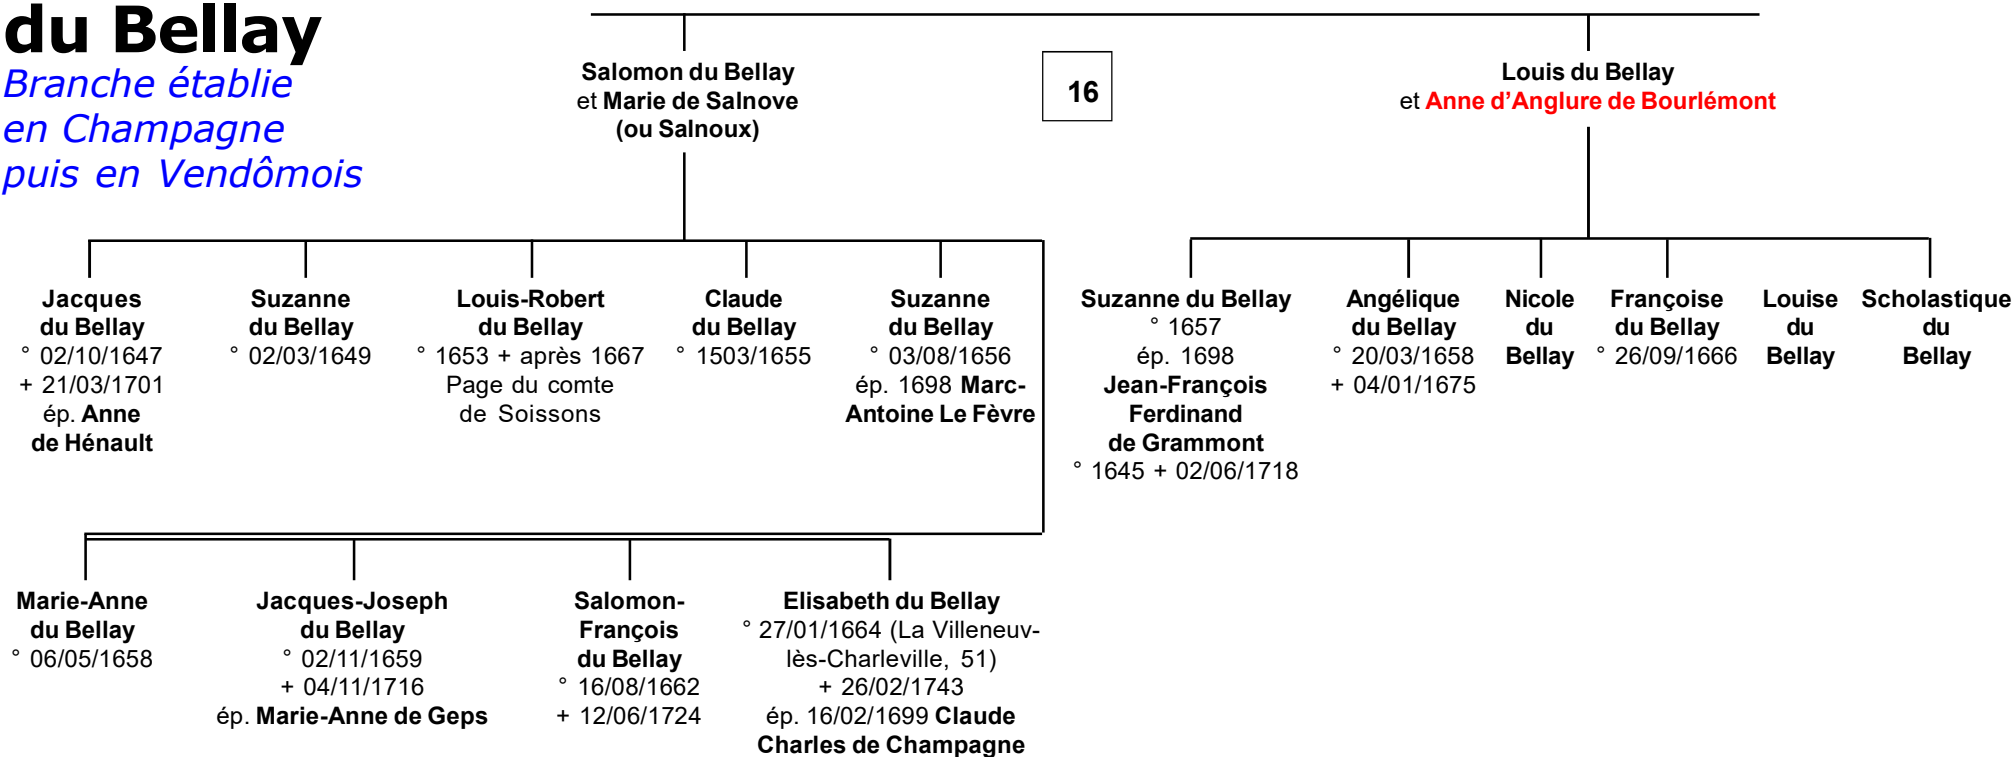 du Bellay
Branche établie
en Champagne
puis en Vendômois
Salomon du Bellay
et Marie de Salnove
(ou Salnoux)
16
Louis du Bellay
et Anne d’Anglure de Bourlémont
Jacques
du Bellay
° 02/10/1647
+ 21/03/1701
ép. Anne
de Hénault
Suzanne
du Bellay
° 02/03/1649
Louis-Robert
du Bellay
° 1653 + après 1667
Page du comte
de Soissons
Claude
du Bellay
° 1503/1655
Suzanne
du Bellay
° 03/08/1656
ép. 1698 Marc-
Antoine Le Fèvre
Suzanne du Bellay
° 1657
ép. 1698
Jean-François
Ferdinand
de Grammont
° 1645 + 02/06/1718
Angélique
du Bellay
° 20/03/1658
+ 04/01/1675
Nicole
du
Bellay
Françoise
du Bellay
° 26/09/1666
Louise
du
Bellay
Scholastique
du
Bellay
Marie-Anne
du Bellay
° 06/05/1658
Jacques-Joseph
du Bellay
° 02/11/1659
+ 04/11/1716
ép. Marie-Anne de Geps
Salomon-
François
du Bellay
° 16/08/1662
+ 12/06/1724
Elisabeth du Bellay
° 27/01/1664 (La Villeneuv-
lès-Charleville, 51)
+ 26/02/1743
ép. 16/02/1699 Claude
Charles de Champagne